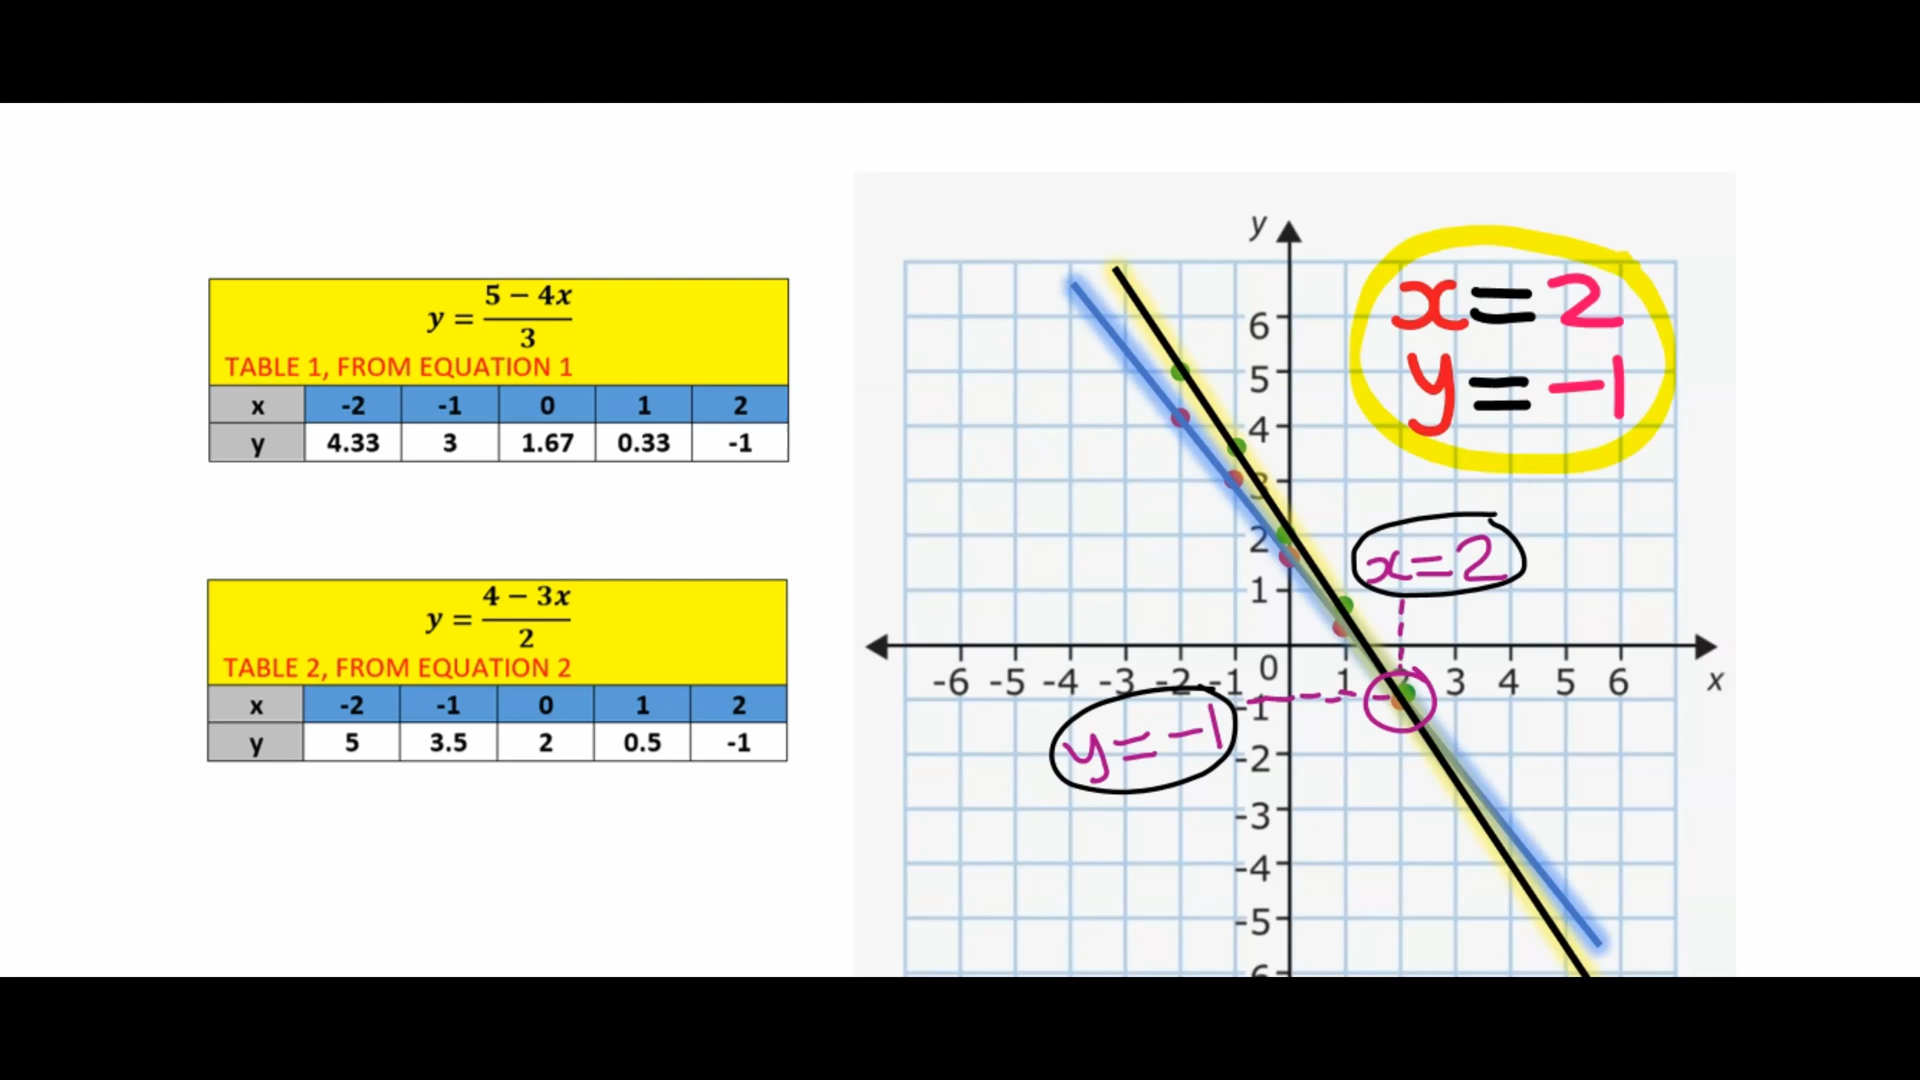 y = 5 − 4x / 3
TABLE 1, FROM EQUATION 1
x -2 -1 0 1 2
y 4.33 3 1.67 0.33 -1
y = 4 − 3x / 2
TABLE 2, FROM EQUATION 2
x -2 -1 0 1 2
y 5 3.5 2 0.5 -1
y
x=2
y=-1
6
5
4
3
2
1
x=2
-6 -5 -4 -3 -2 -1 0 1 2 3 4 5 6 x
-1
y=-1
-2
-3
-4
-5